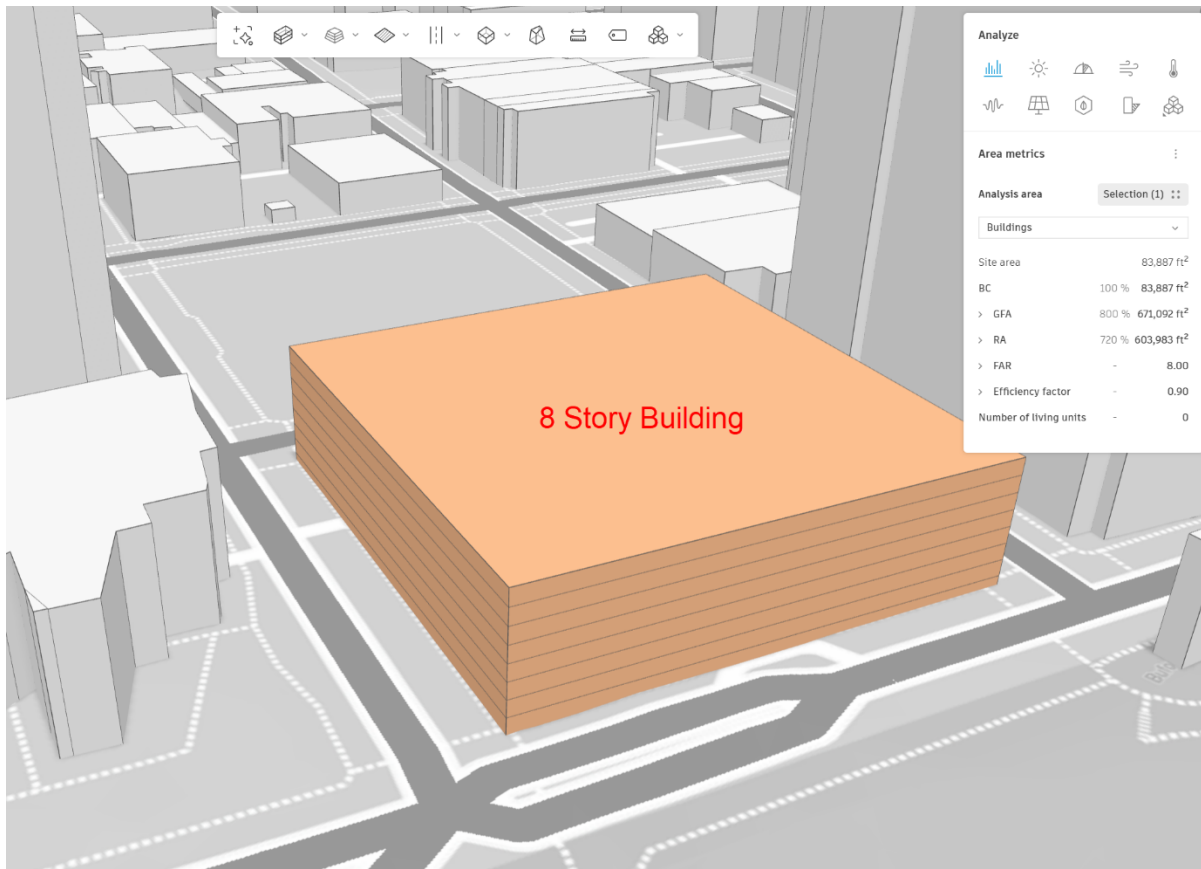 Analyze
Area metrics
Analysis area Selection (1)
Buildings
Site area 83,887 ft²
BC 100 % 83,887 ft²
GFA 800 % 671,092 ft²
RA 720 % 603,983 ft²
FAR - 8.00
Efficiency factor - 0.90
Number of living units - 0
8 Story Building